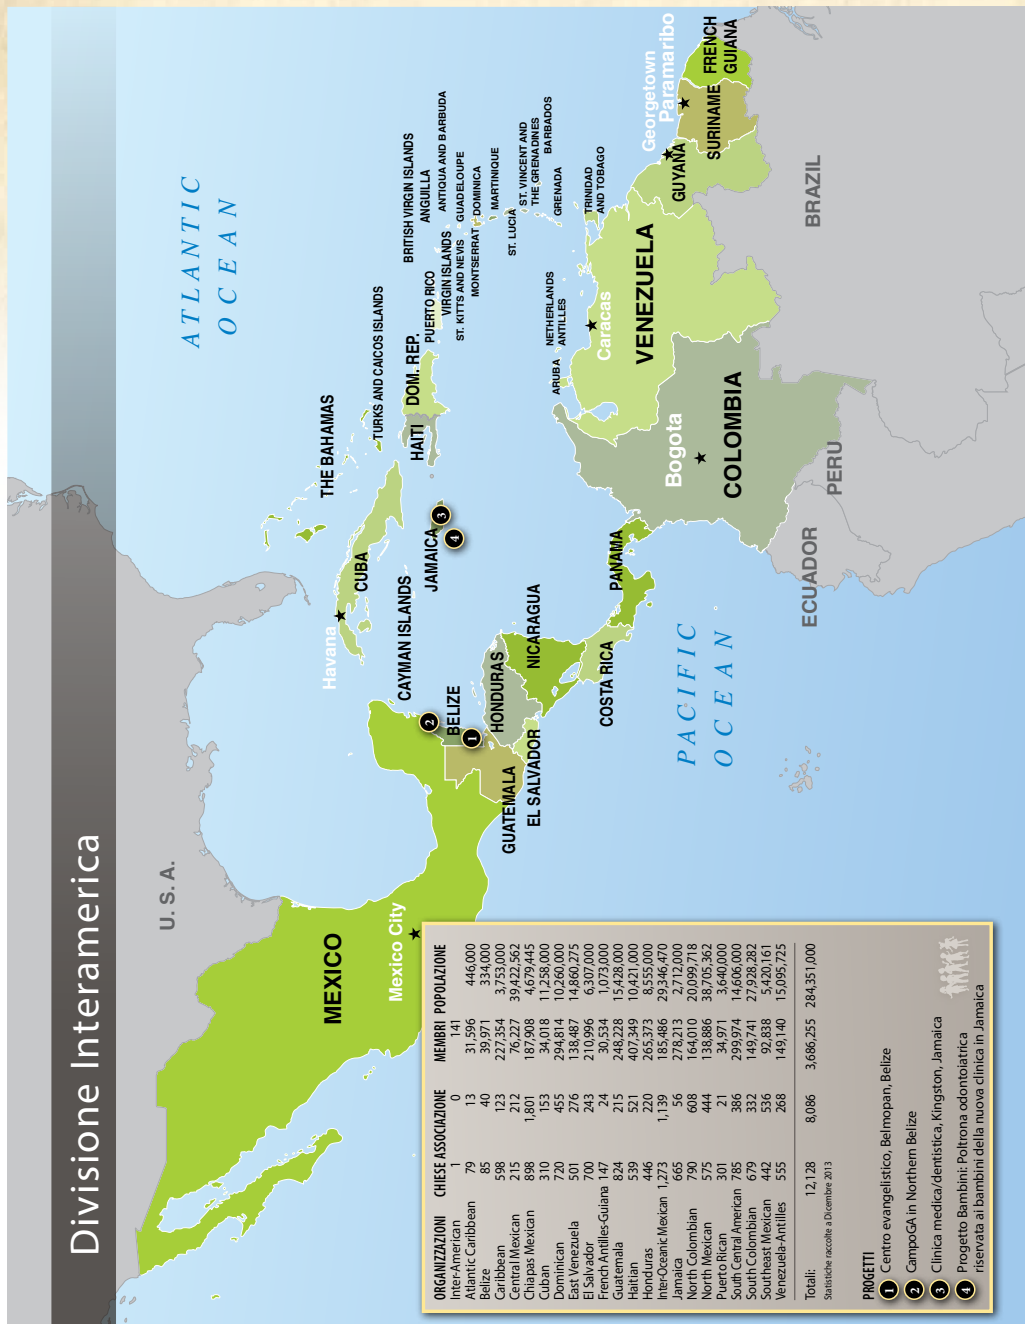 Divisione Interamerica
U. S. A.
ATLANTIC
OCEAN
MEXICO
Mexico City
Havana
CUBA
THE BAHAMAS
TURKS AND CAICOS ISLANDS
CAYMAN ISLANDS
JAMAICA
HAITI
DOM. REP.
PUERTO RICO
BRITISH VIRGIN ISLANDS
VIRGIN ISLANDS
ANGUILLA
ST. KITTS AND NEVIS
ANTIQUA AND BARBUDA
MONTSERRAT
GUADELOUPE
DOMINICA
MARTINIQUE
ST. LUCIA
ST. VINCENT AND
THE GRENADINES
BARBADOS
GRENADA
TRINIDAD
AND TOBAGO
NETHERLANDS
ANTILLES
ARUBA
BELIZE
GUATEMALA
EL SALVADOR
HONDURAS
NICARAGUA
COSTA RICA
PANAMA
Caracas
VENEZUELA
Bogota
COLOMBIA
Georgetown
Paramaribo
GUYANA
SURINAME
FRENCH
GUIANA
BRAZIL
PERU
ECUADOR
PACIFIC
OCEAN
1
2
3
4
ORGANIZZAZIONI CHIESE ASSOCIAZIONE MEMBRI POPOLAZIONE
Inter-American 1 0 141
Atlantic Caribbean 79 13 31,596 446,000
Belize 85 40 39,971 334,000
Caribbean 598 123 227,354 3,753,000
Central Mexican 215 212 76,227 39,422,562
Chiapas Mexican 898 1,801 187,908 4,679,445
Cuban 310 153 34,018 11,258,000
Dominican 720 455 294,814 10,260,000
East Venezuela 501 276 138,487 14,860,275
El Salvador 700 243 210,996 6,307,000
French Antilles-Guiana 147 24 30,534 1,073,000
Guatemala 824 215 248,228 15,428,000
Haitian 539 521 407,349 10,421,000
Honduras 446 220 265,373 8,555,000
Inter-Oceanic Mexican 1,273 1,139 185,486 29,346,470
Jamaica 665 56 278,213 2,712,000
North Colombian 790 608 164,010 20,099,718
North Mexican 575 444 138,886 38,705,362
Puerto Rican 301 21 34,971 3,640,000
South Central American 785 386 299,974 14,606,000
South Colombian 679 332 149,741 27,928,282
Southeast Mexican 442 536 92,838 5,420,161
Venezuela-Antilles 555 268 149,140 15,095,725
Totali: 12,128 8,086 3,686,255 284,351,000
Statistiche raccolte a Dicembre 2013
PROGETTI
1 Centro evangelistico, Belmopan, Belize
2 CampoGA in Northern Belize
3 Clinica medica/dentistica, Kingston, Jamaica
4 Progetto Bambini: Poltrona odontoiatrica
riservata ai bambini della nuova clinica in Jamaica